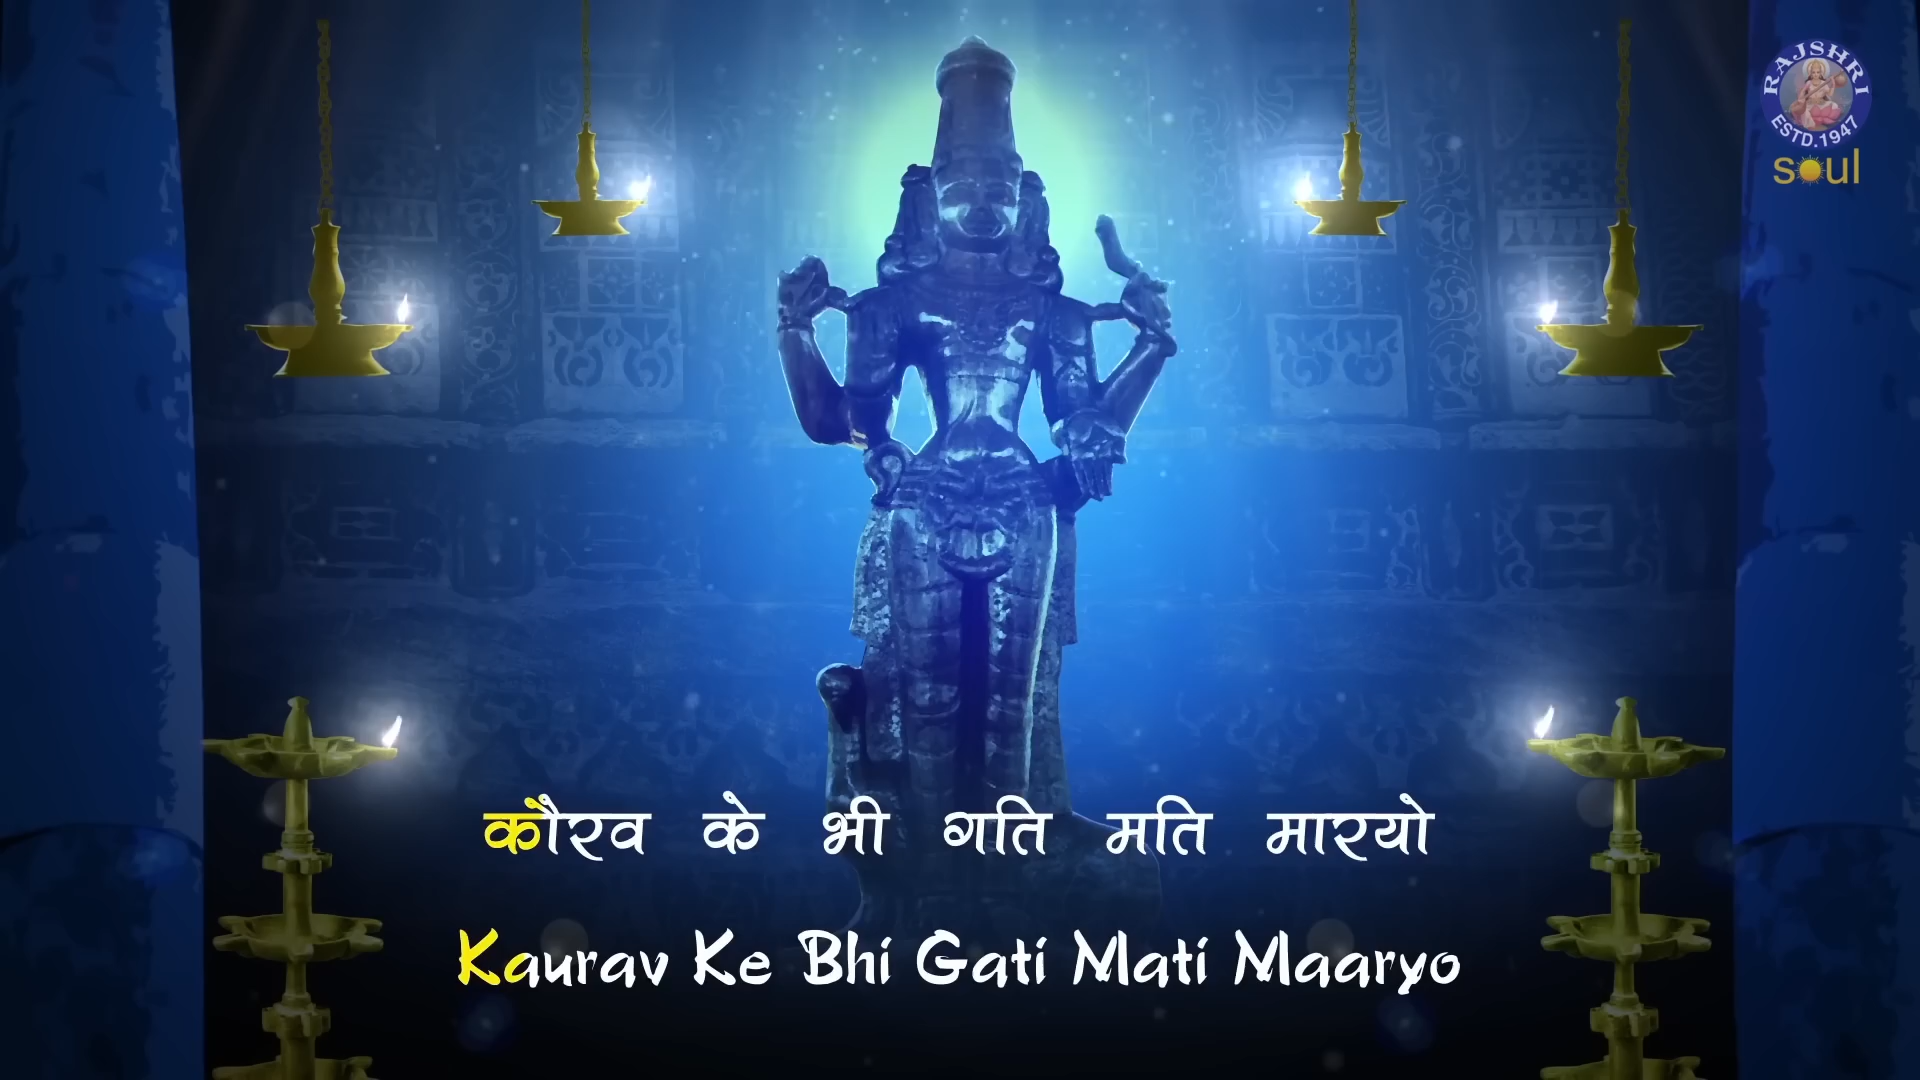 RAJSHRI
ESTD.1947
soul
कौरव के भी गति मति मारयो
Kaurav Ke Bhi Gati Mati Maaryo